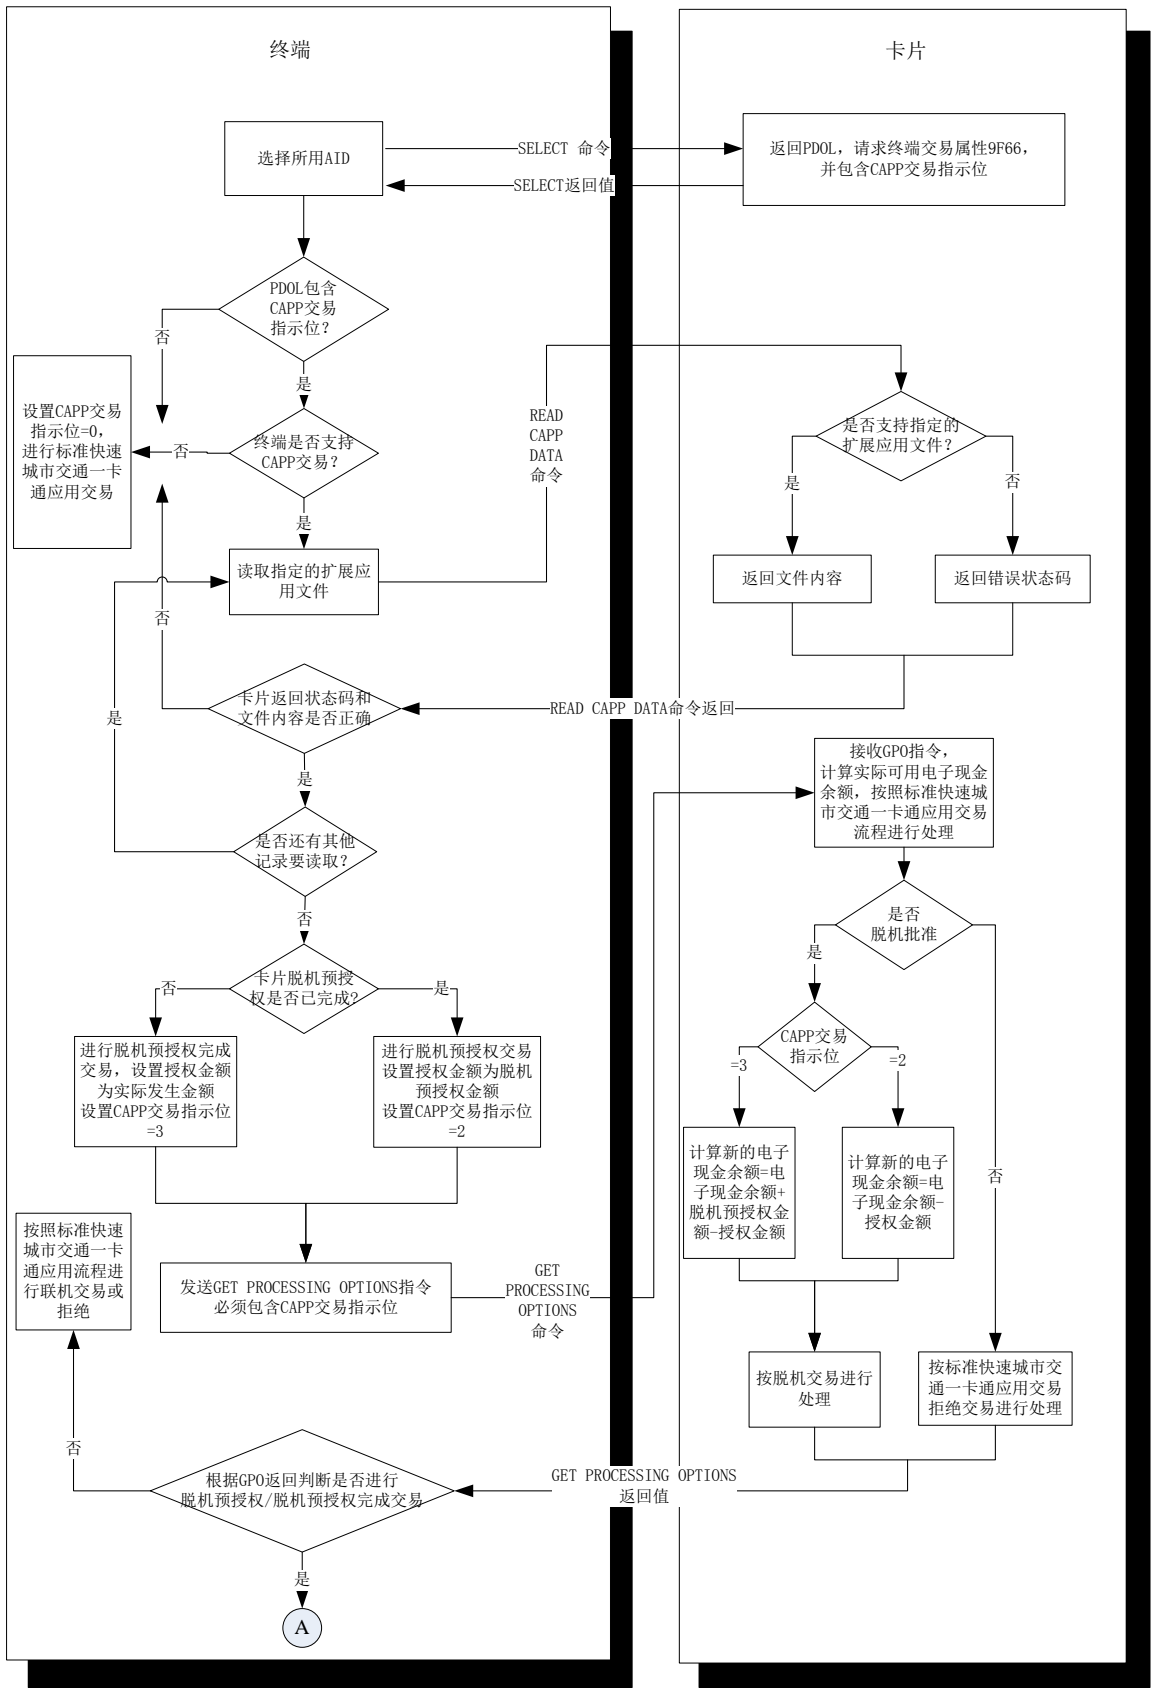 终端
卡片
选择所用AID
SELECT 命令
SELECT返回值
返回PDOL，请求终端交易属性9F66，
并包含CAPP交易指示位
PDOL包含
CAPP交易
指示位？
否
是
设置CAPP交易
指示位=0，
进行标准快速
城市交通一卡
通应用交易
否
终端是否支持
CAPP交易？
是
READ
CAPP
DATA
命令
是否支持指定的
扩展应用文件？
是
否
读取指定的扩展应
用文件
返回文件内容
返回错误状态码
否
卡片返回状态码和
文件内容是否正确
READ CAPP DATA命令返回
是
是
是否还有其他
记录要读取？
否
接收GPO指令，
计算实际可用电子现金
余额，按照标准快速城
市交通一卡通应用交易
流程进行处理
是否
脱机批准
是
否
卡片脱机预授
权是否已完成?
否
是
进行脱机预授权完成
交易，设置授权金额
为实际发生金额
设置CAPP交易指示位
=3
进行脱机预授权交易
设置授权金额为脱机
预授权金额
设置CAPP交易指示位
=2
CAPP交易
指示位
=3
=2
计算新的电子
现金余额=电
子现金余额+
脱机预授权金
额-授权金额
计算新的电子
现金余额=电
子现金余额-
授权金额
按照标准快速
城市交通一卡
通应用流程进
行联机交易或
拒绝
发送GET PROCESSING OPTIONS指令
必须包含CAPP交易指示位
GET
PROCESSING
OPTIONS
命令
按脱机交易进行
处理
按标准快速城市交
通一卡通应用交易
拒绝交易进行处理
否
根据GPO返回判断是否进行
脱机预授权/脱机预授权完成交易
GET PROCESSING OPTIONS
返回值
是
A